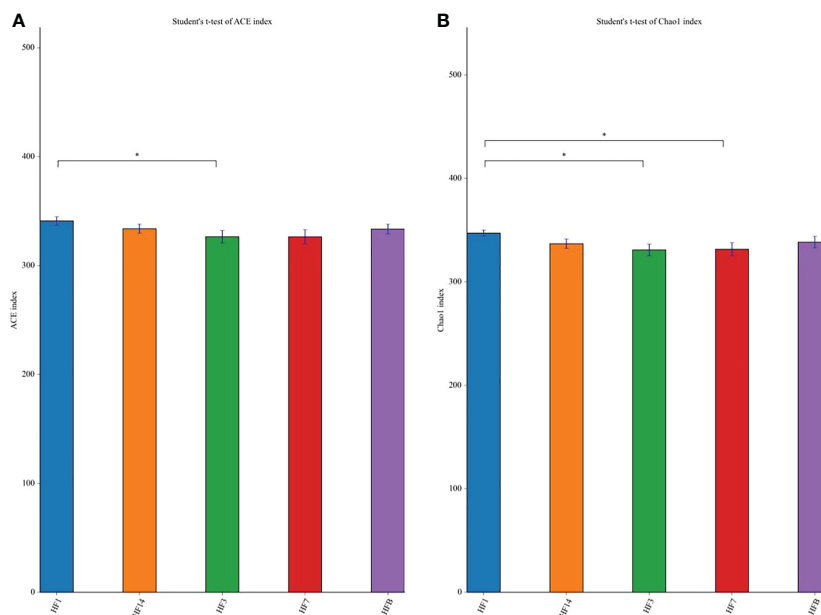 A
Student's t-test of ACE index
500
400
300
200
100
0
ACE index
*
HF1
HF14
HF3
HF7
HFB
B
Student's t-test of Chao1 index
500
400
300
200
100
0
Chao1 index
*
*
HF1
HF14
HF3
HF7
HFB